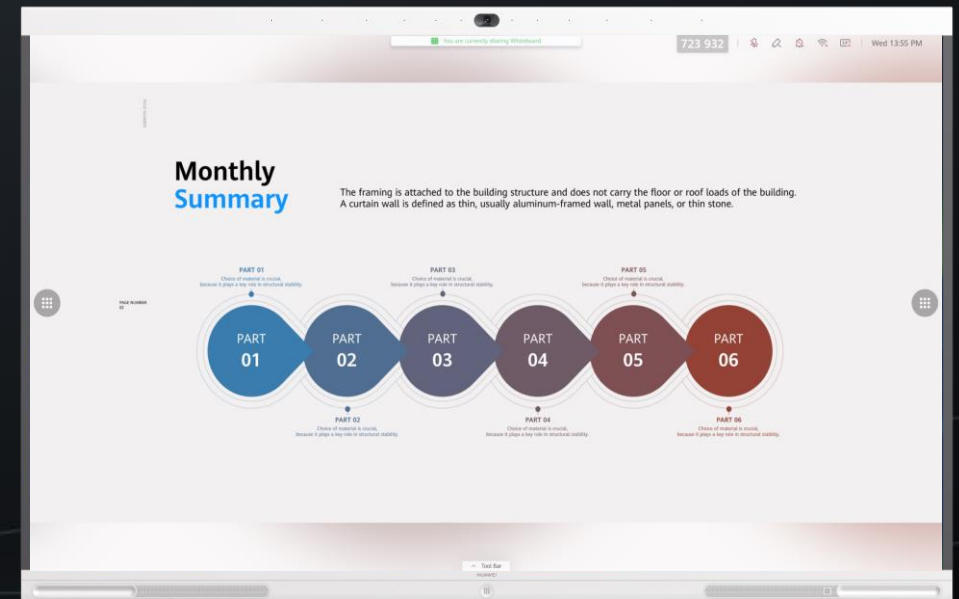 You are currently sharing Whiteboard
723 932
Wed 13:55 PM
Monthly
Summary
The framing is attached to the building structure and does not carry the floor or roof loads of the building.
A curtain wall is defined as thin, usually aluminum-framed wall, metal panels, or thin stone.
PART 01
Choice of material is crucial,
because it plays a key role in structural stability.
PART 03
Choice of material is crucial,
because it plays a key role in structural stability.
PART 05
Choice of material is crucial,
because it plays a key role in structural stability.
PAGE NUMBER
02
PART
01
PART
02
PART
03
PART
04
PART
05
PART
06
PART 02
Choice of material is crucial,
because it plays a key role in structural stability.
PART 04
Choice of material is crucial,
because it plays a key role in structural stability.
PART 06
Choice of material is crucial,
because it plays a key role in structural stability.
Tool Bar
HUAWEI